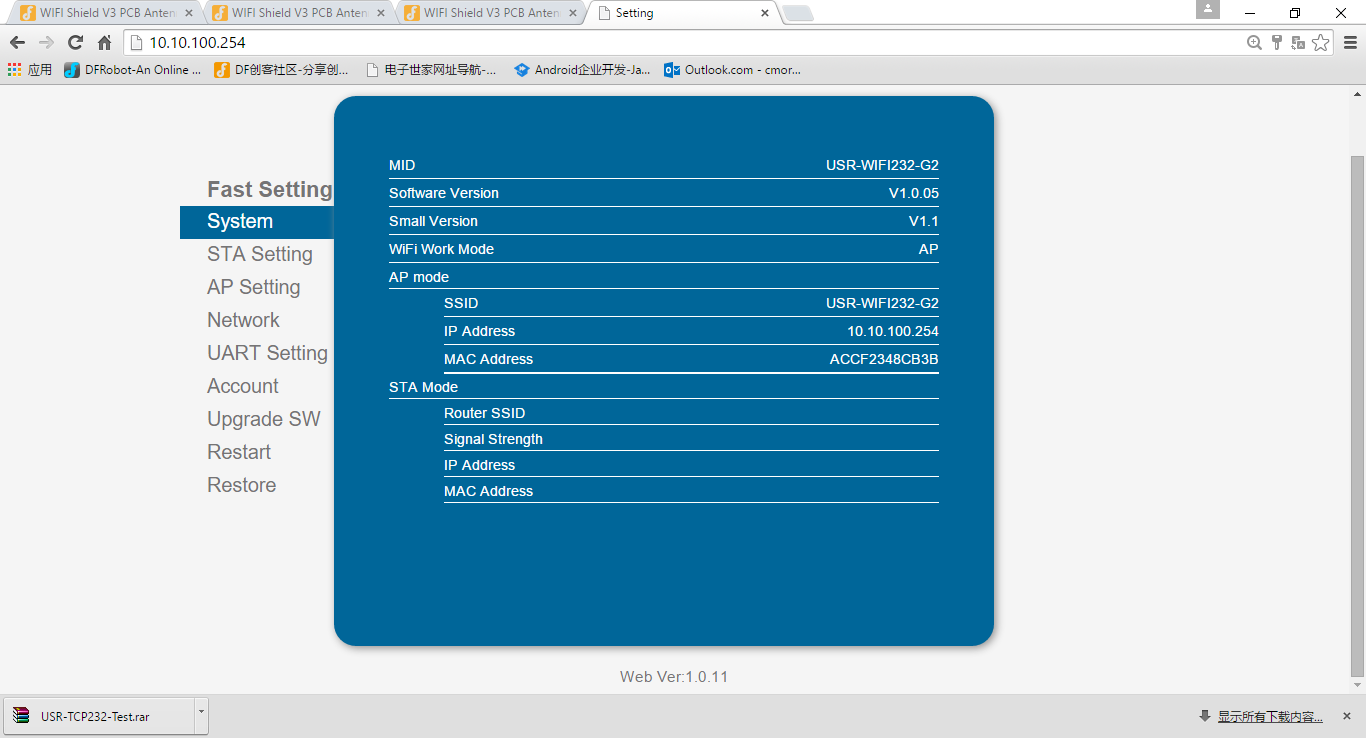 WIFI Shield V3 PCB Anten
WIFI Shield V3 PCB Anten
WIFI Shield V3 PCB Anten
Setting
10.10.100.254
应用
DFRobot-An Online ...
DF创客社区-分享创...
电子世家网址导航-...
Android企业开发-Ja...
Outlook.com - cmor...
Fast Setting
System
STA Setting
AP Setting
Network
UART Setting
Account
Upgrade SW
Restart
Restore
MID USR-WIFI232-G2
Software Version V1.0.05
Small Version V1.1
WiFi Work Mode AP
AP mode
SSID USR-WIFI232-G2
IP Address 10.10.100.254
MAC Address ACCF2348CB3B
STA Mode
Router SSID
Signal Strength
IP Address
MAC Address
Web Ver:1.0.11
USR-TCP232-Test.rar
显示所有下载内容...